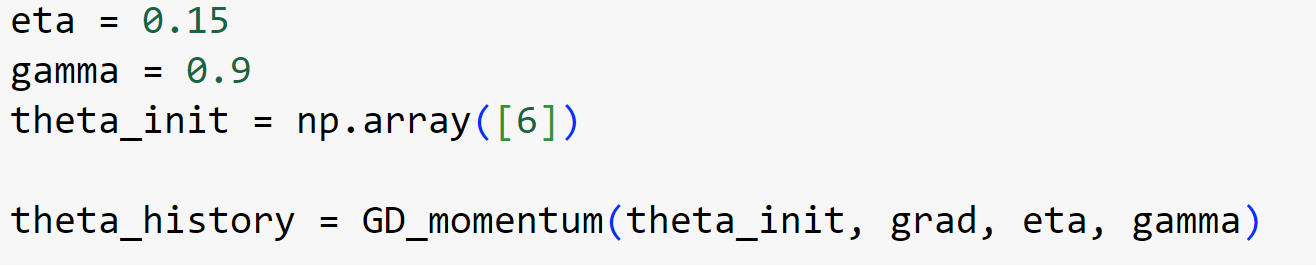 eta = 0.15
gamma = 0.9
theta_init = np.array([6])
theta_history = GD_momentum(theta_init, grad, eta, gamma)